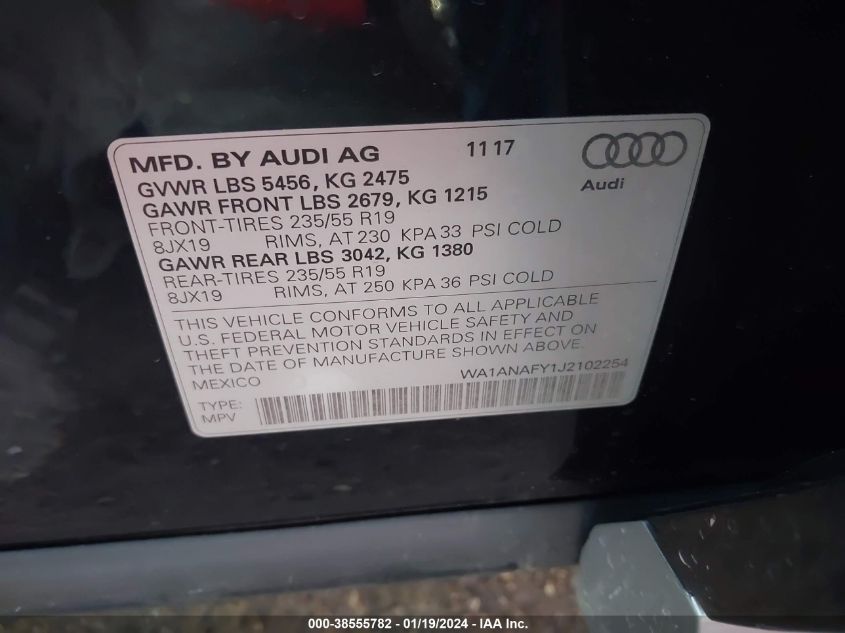 MFD. BY AUDI AG 11 17
Audi
GVWR LBS 5456, KG 2475
GAWR FRONT LBS 2679, KG 1215
FRONT-TIRES 235/55 R19
8JX19 RIMS, AT 230 KPA 33 PSI COLD
GAWR REAR LBS 3042, KG 1380
REAR-TIRES 235/55 R19
8JX19 RIMS, AT 250 KPA 36 PSI COLD
THIS VEHICLE CONFORMS TO ALL APPLICABLE
U.S. FEDERAL MOTOR VEHICLE SAFETY AND
THEFT PREVENTION STANDARDS IN EFFECT ON
THE DATE OF MANUFACTURE SHOWN ABOVE.
MEXICO WA1ANAFY1J2102254
TYPE:
MPV
000-38555782 - 01/19/2024 - IAA Inc.